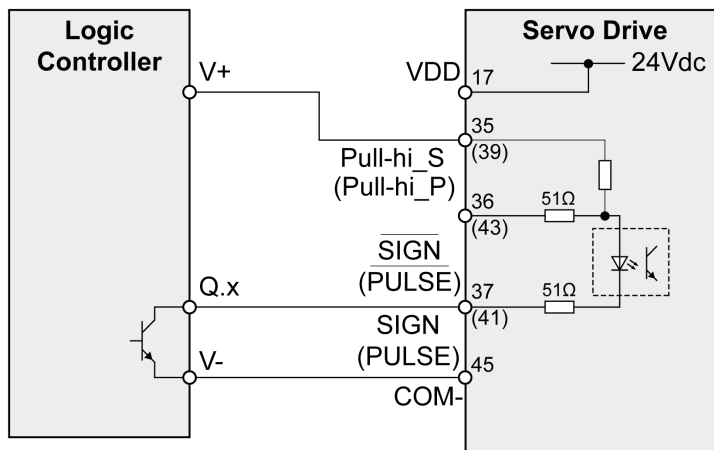 Logic
Controller
Servo Drive
V+
VDD
17
24Vdc
35
(39)
Pull-hi_S
(Pull-hi_P)
36
(43)
51Ω
SIGN
(PULSE)
Q.x
37
(41)
51Ω
SIGN
(PULSE)
V-
45
COM-